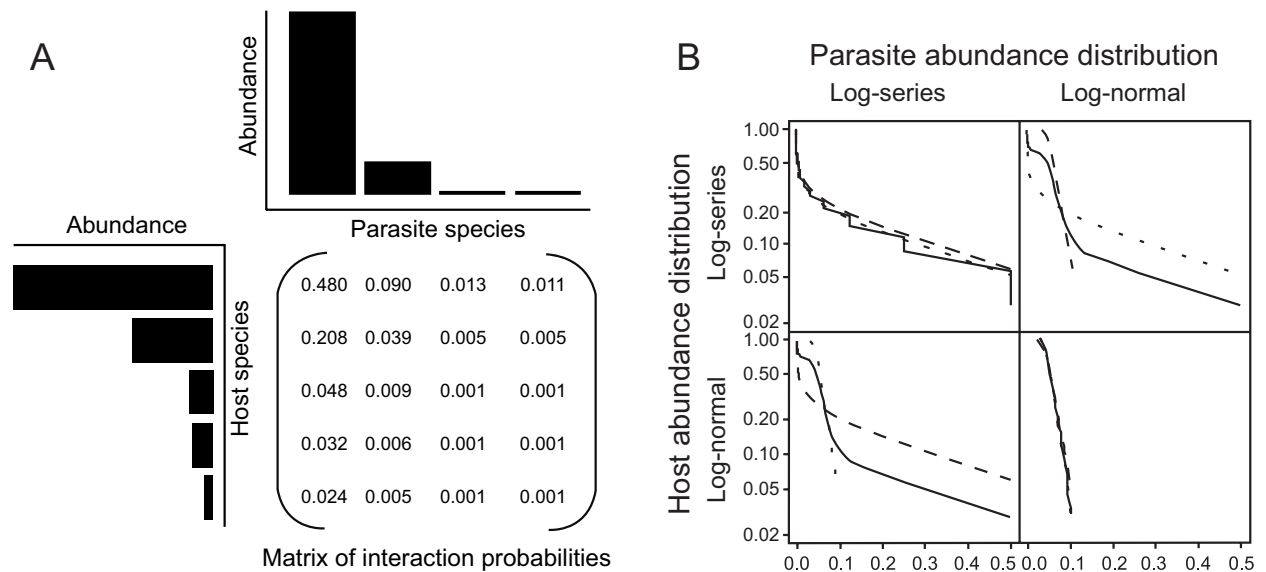 A
Abundance
Parasite species
Abundance
Host species
0.480 0.090 0.013 0.011
0.208 0.039 0.005 0.005
0.048 0.009 0.001 0.001
0.032 0.006 0.001 0.001
0.024 0.005 0.001 0.001
Matrix of interaction probabilities
B
Parasite abundance distribution
Log-series Log-normal
Host abundance distribution
Log-series
Log-normal
1.00
0.50
0.20
0.10
0.05
0.02
1.00
0.50
0.20
0.10
0.05
0.02
0.0 0.1 0.2 0.3 0.4 0.5 0.0 0.1 0.2 0.3 0.4 0.5